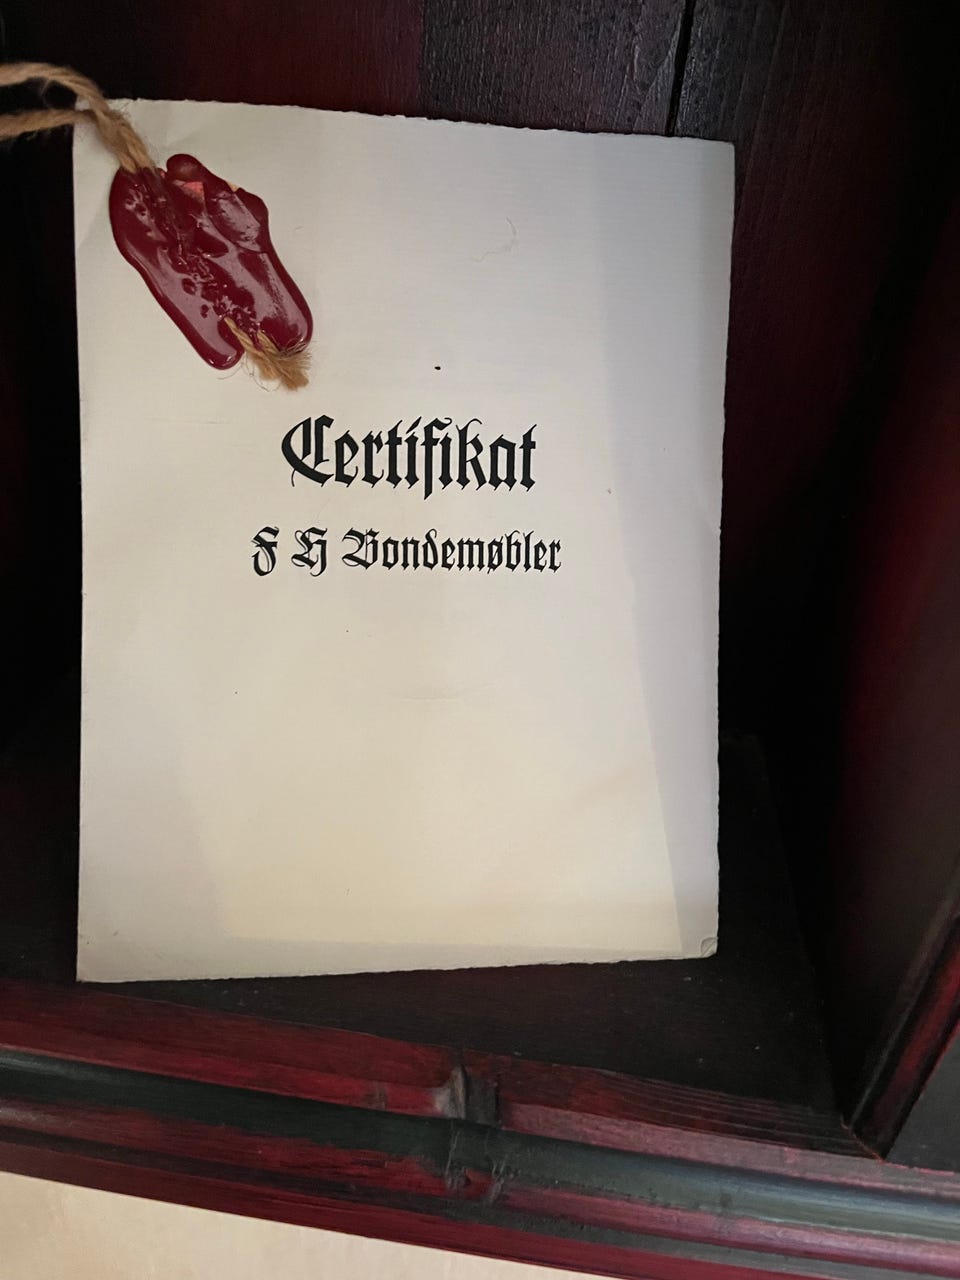 Certifikat
F H Bondemøbler